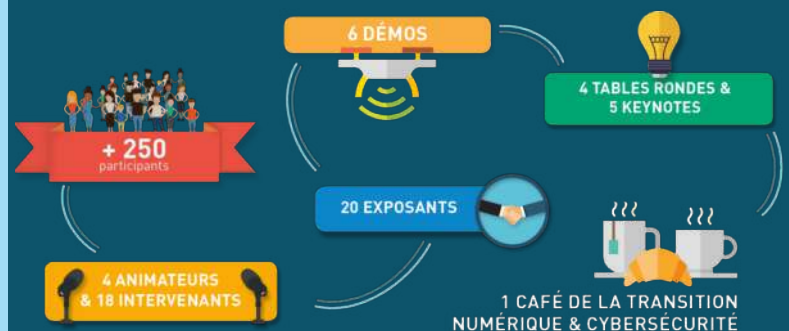 6 DÉMOS
4 TABLES RONDES &
5 KEYNOTES
+ 250
participants
20 EXPOSANTS
4 ANIMATEURS
& 18 INTERVENANTS
1 CAFÉ DE LA TRANSITION
NUMÉRIQUE & CYBERSÉCURITÉ